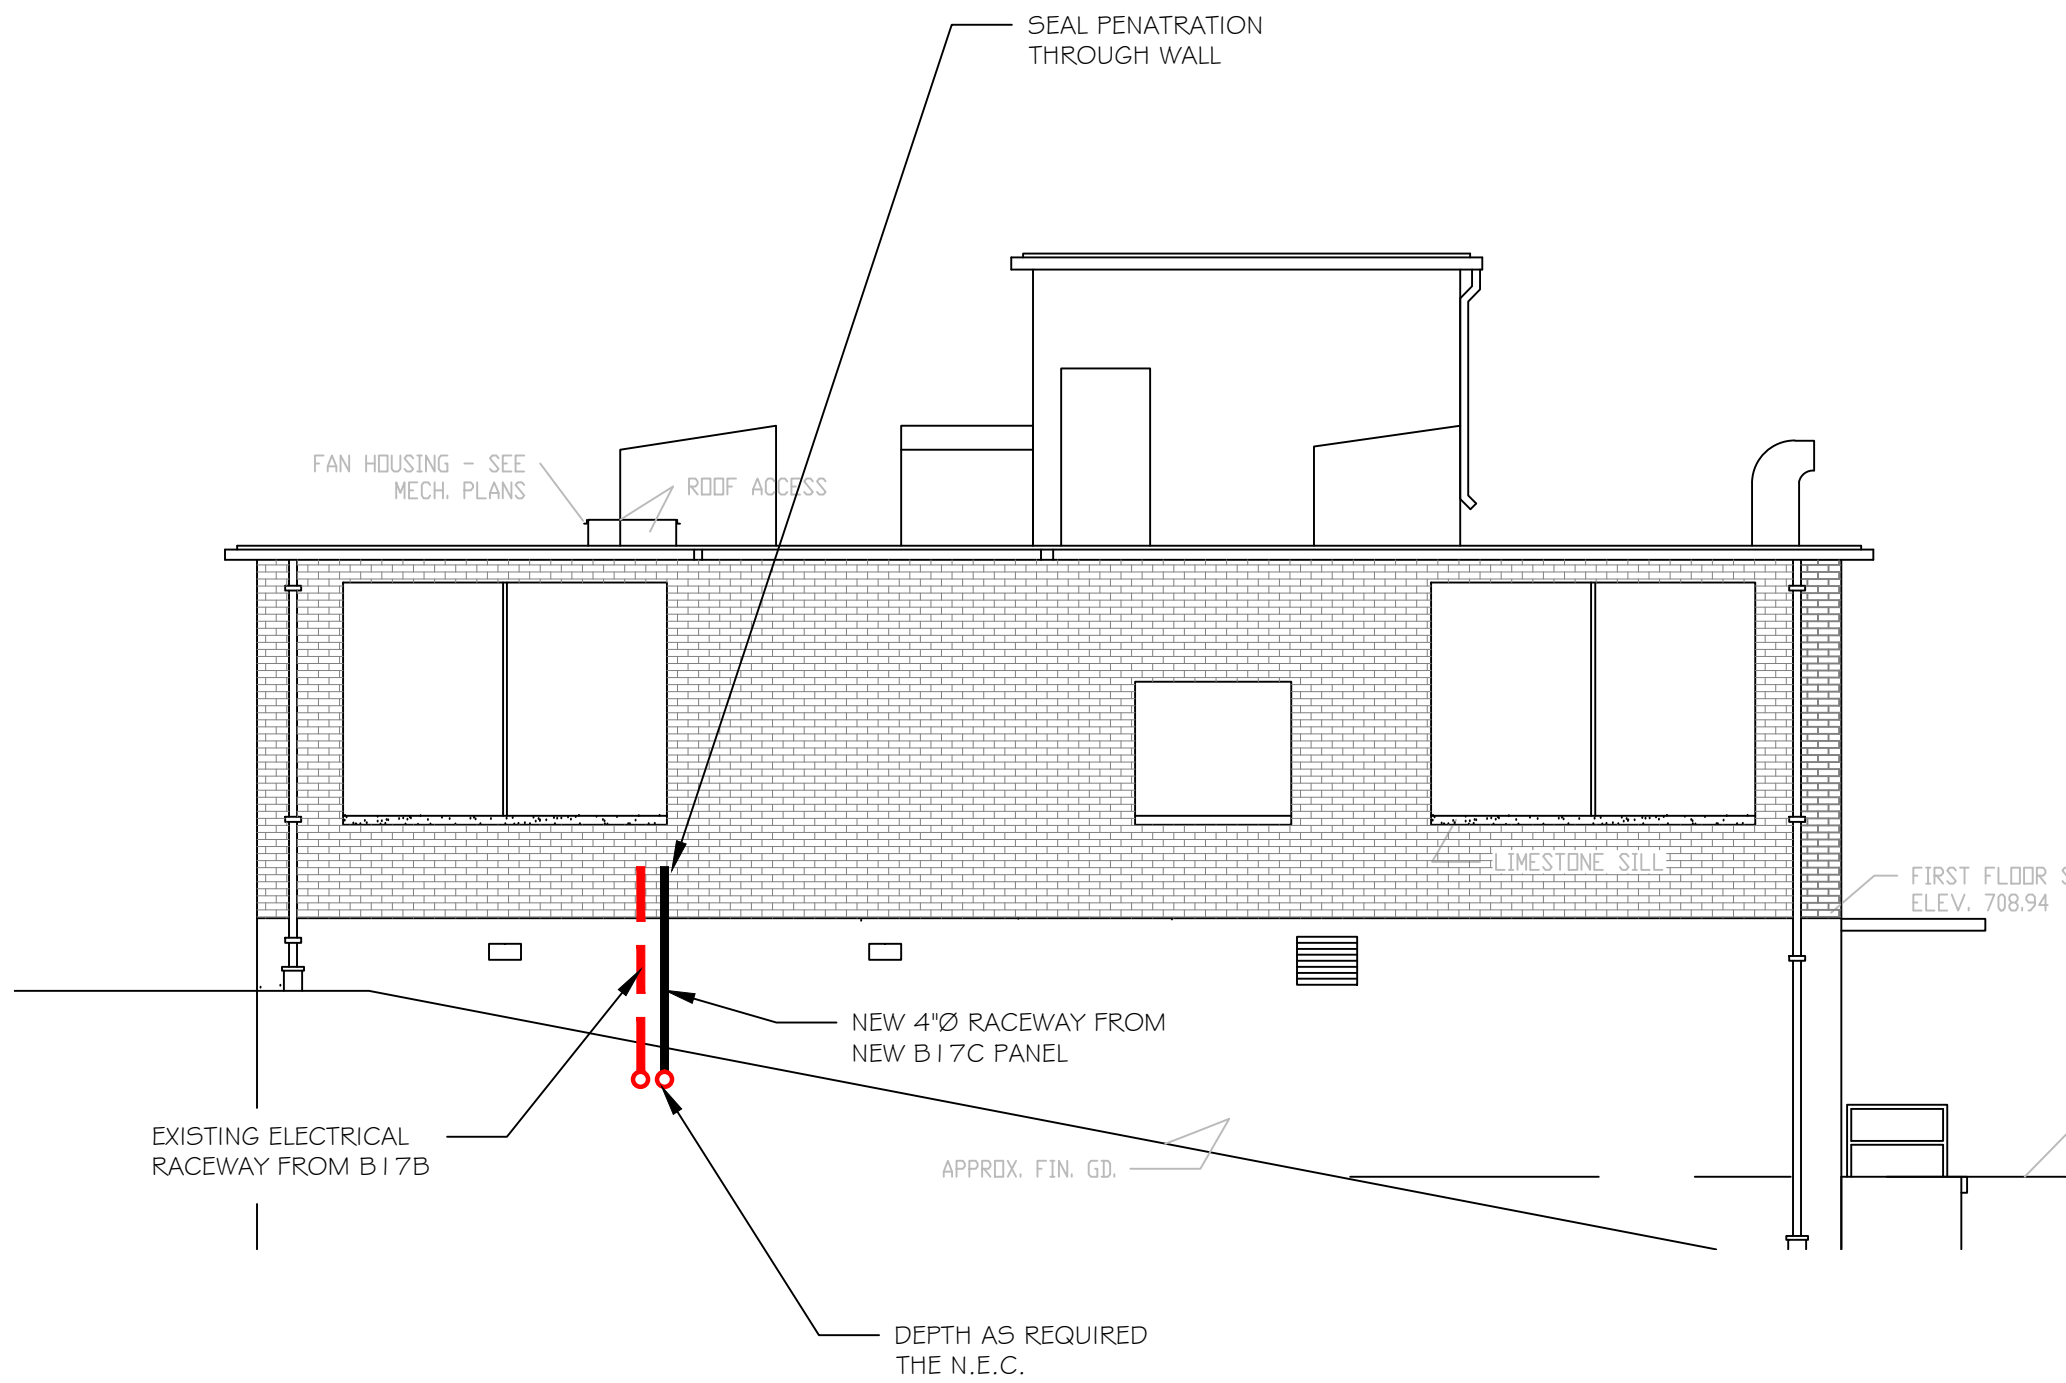 SEAL PENATRATION
THROUGH WALL
FAN HOUSING - SEE
MECH. PLANS
ROOF ACCESS
LIMESTONE SILL
FIRST FLOOR S
ELEV. 708.94
NEW 4"Ø RACEWAY FROM
NEW B17C PANEL
EXISTING ELECTRICAL
RACEWAY FROM B17B
APPROX. FIN. GD.
DEPTH AS REQUIRED
THE N.E.C.